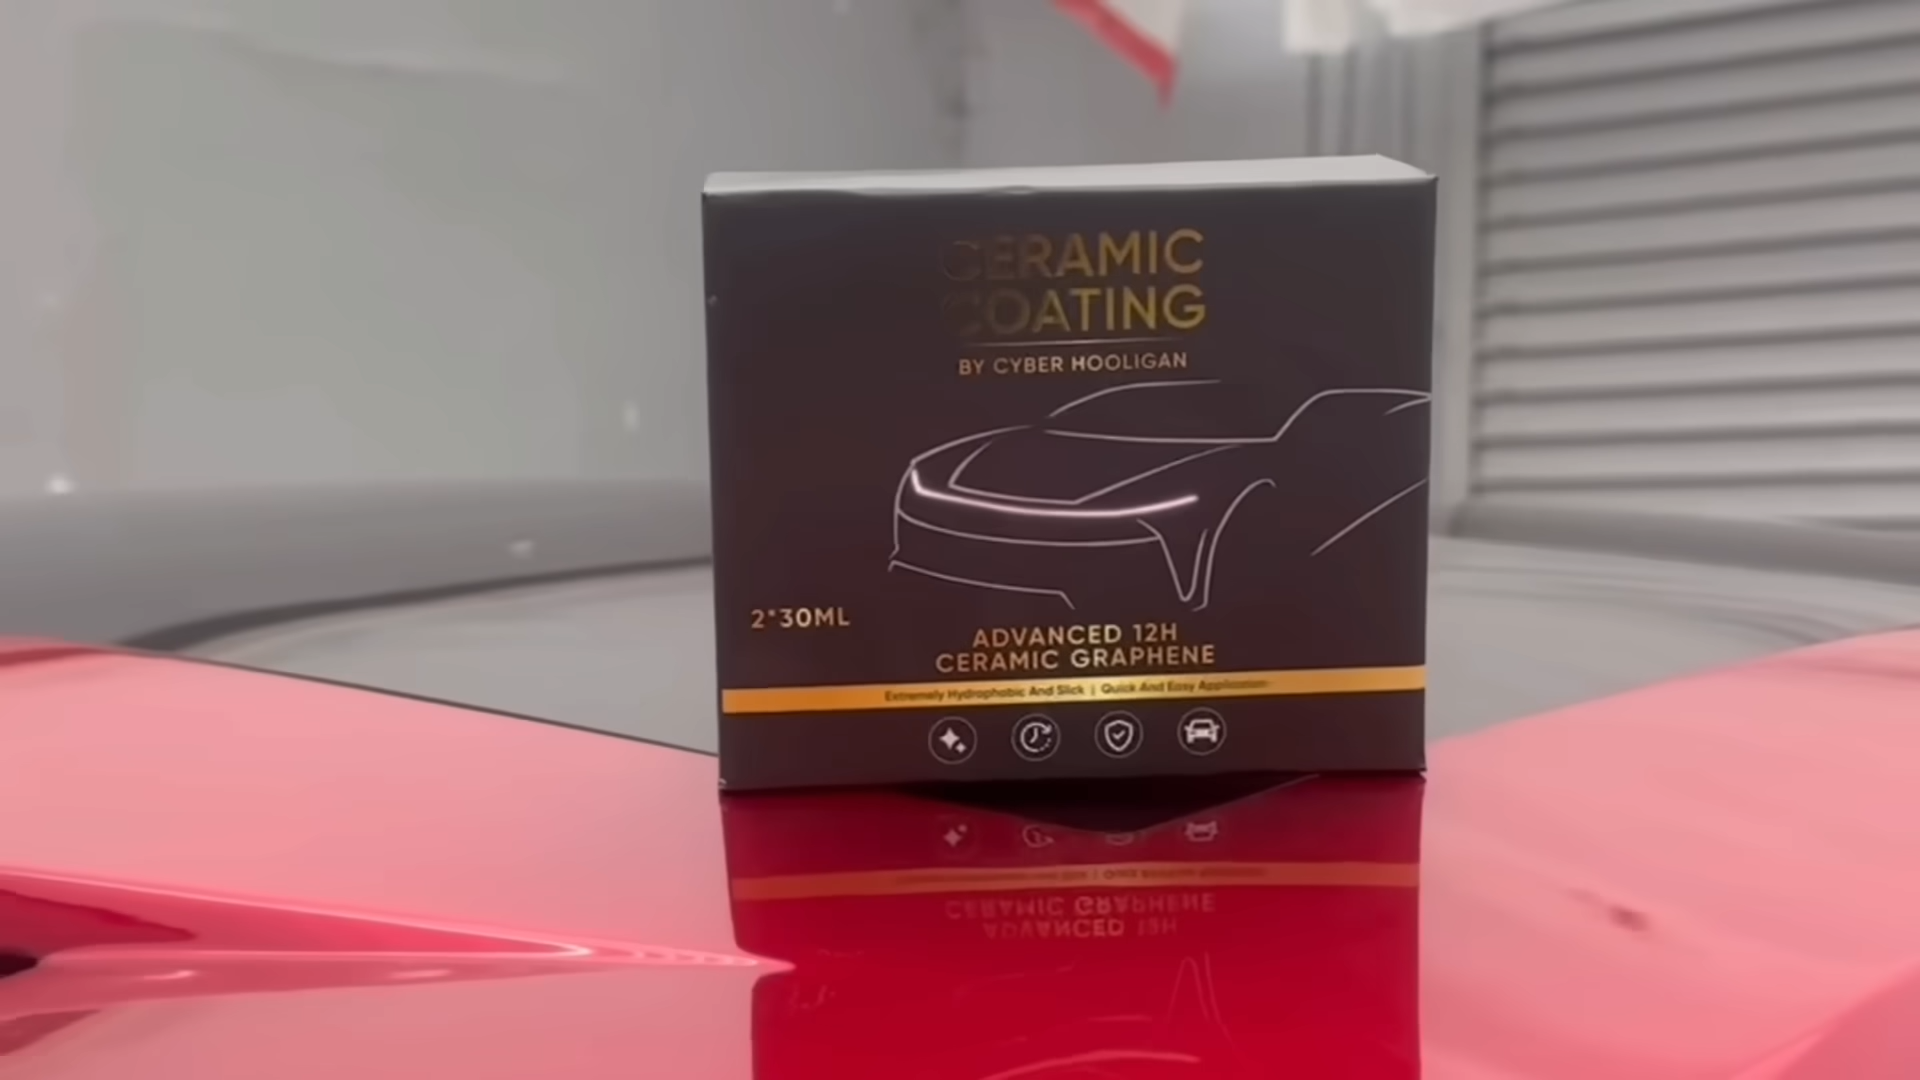 CERAMIC
COATING
BY CYBER HOOLIGAN
2*30ML
ADVANCED 12H
CERAMIC GRAPHENE
Extremely Hydrophobic And Slick | Quick And Easy Application